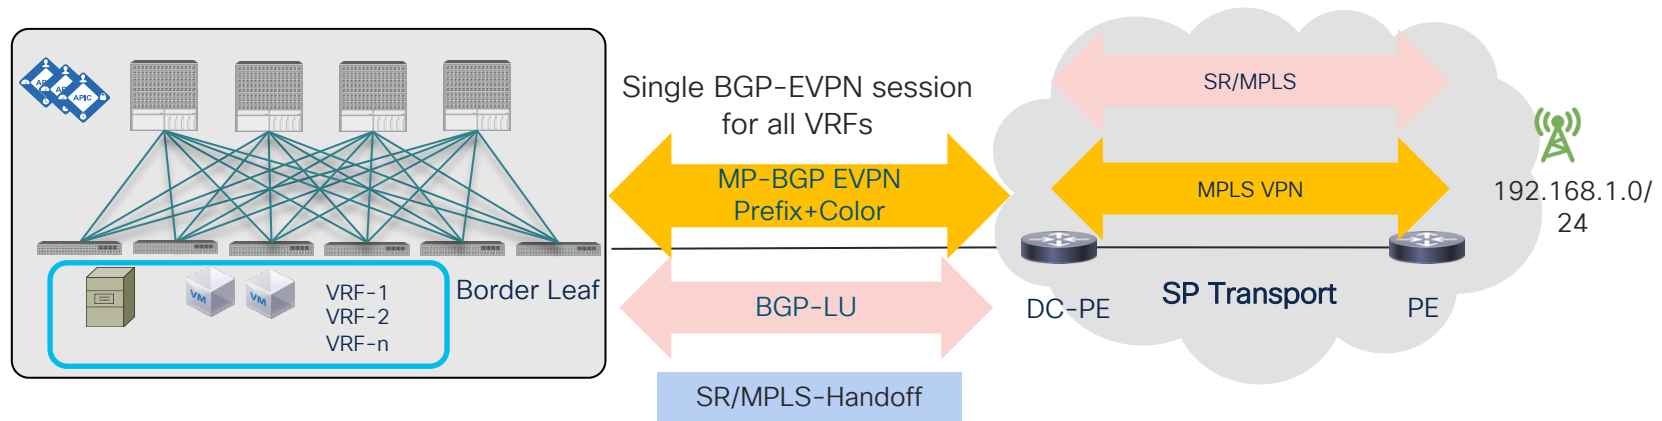 APIC
Single BGP-EVPN session
for all VRFs
MP-BGP EVPN
Prefix+Color
BGP-LU
SR/MPLS-Handoff
VM
VM
VRF-1
VRF-2
VRF-n
Border Leaf
SR/MPLS
MPLS VPN
DC-PE
SP Transport
PE
192.168.1.0/
24